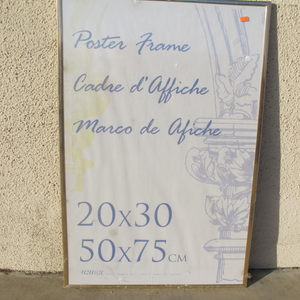 Poster Frame
Cadre d'Affiche
Marco de Afiche
20x30
50x75CM